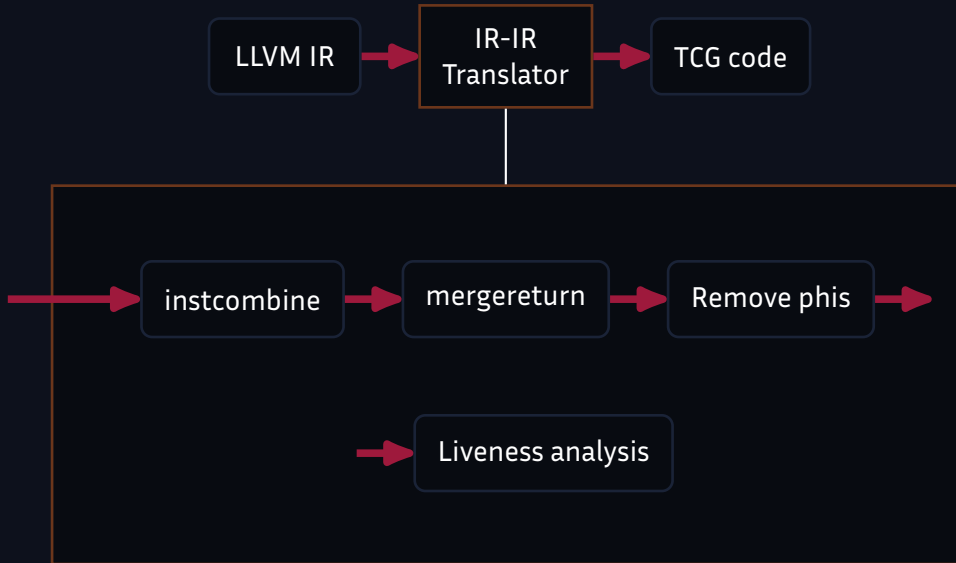 LLVM IR
IR-IR
Translator
TCG code
instcombine
mergereturn
Remove phis
Liveness analysis